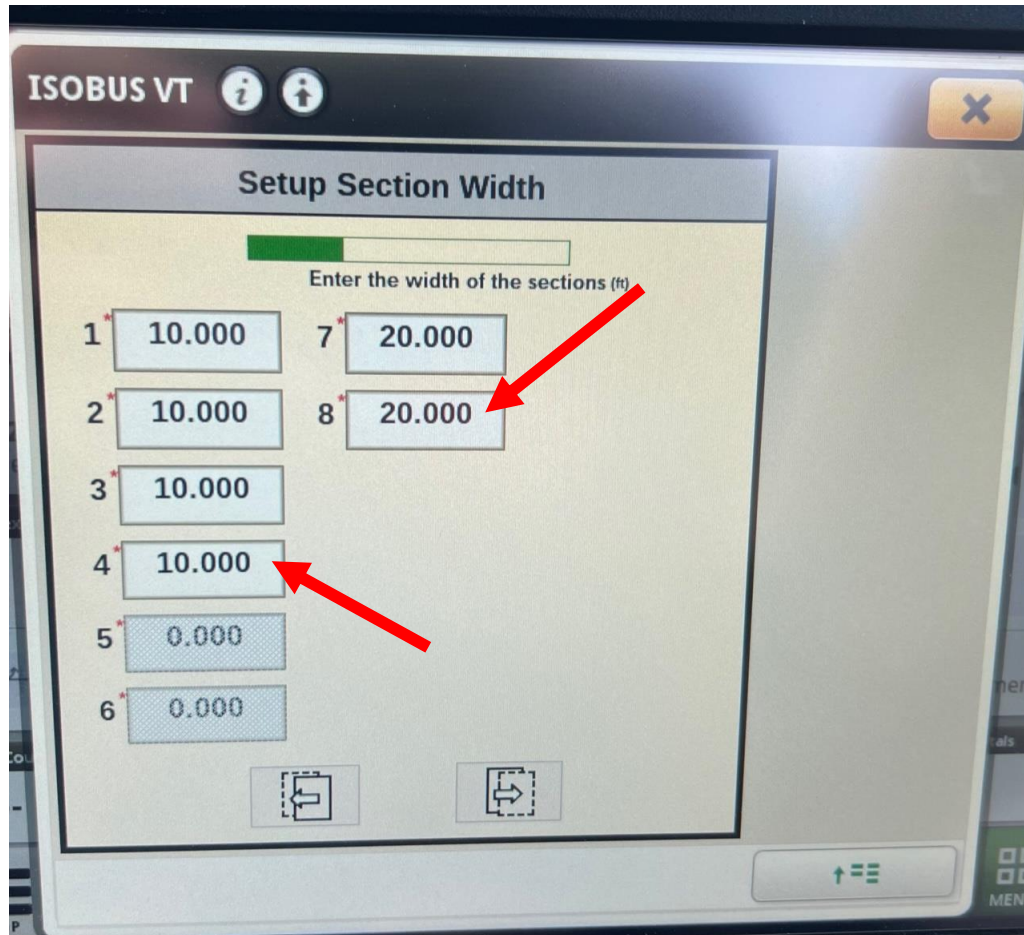 ISOBUS VT
Setup Section Width
Enter the width of the sections (ft)
1* 10.000
2* 10.000
3* 10.000
4* 10.000
5* 0.000
6* 0.000
7* 20.000
8* 20.000